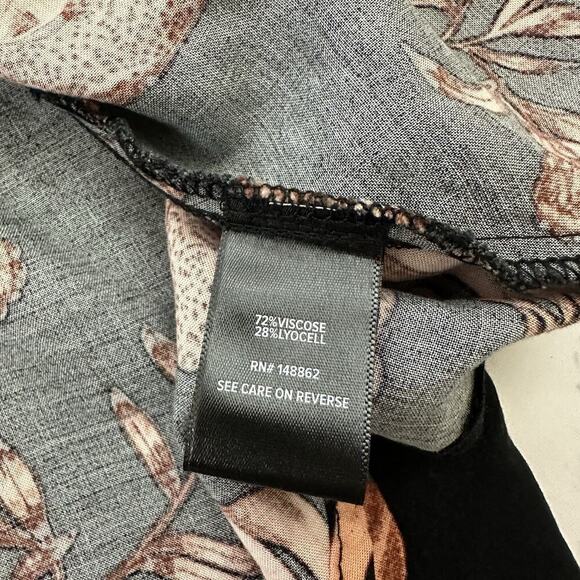 72%VISCOSE
28%LYOCELL
RN# 148862
SEE CARE ON REVERSE